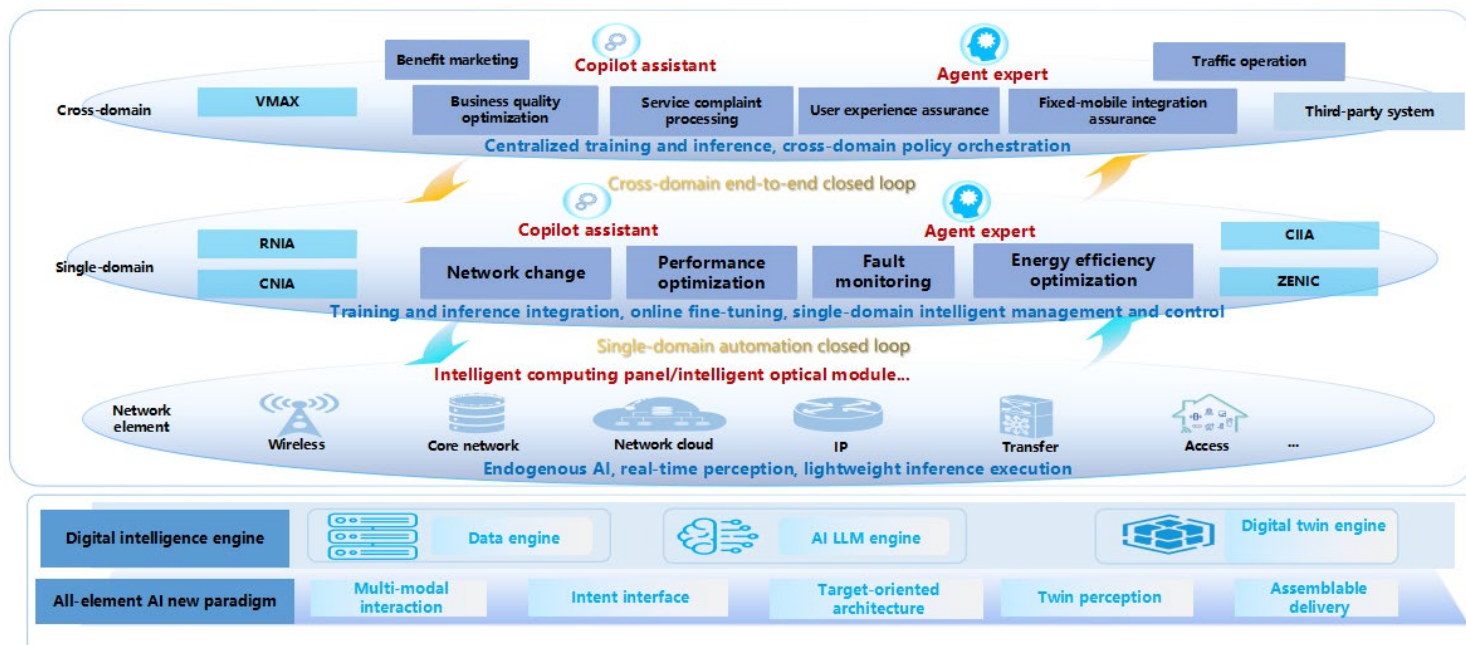 Benefit marketing
Copilot assistant
Agent expert
Traffic operation
Cross-domain
VMAX
Business quality
optimization
Service complaint
processing
User experience assurance
Fixed-mobile integration
assurance
Third-party system
Centralized training and inference, cross-domain policy orchestration
Cross-domain end-to-end closed loop
Copilot assistant
Agent expert
Single-domain
RNIA
CNIA
Network change
Performance
optimization
Fault
monitoring
Energy efficiency
optimization
CIIA
ZENIC
Training and inference integration, online fine-tuning, single-domain intelligent management and control
Single-domain automation closed loop
Intelligent computing panel/intelligent optical module...
Network
element
Wireless
Core network
Network cloud
IP
Transfer
Access
...
Endogenous AI, real-time perception, lightweight inference execution
Digital intelligence engine
Data engine
AI LLM engine
Digital twin engine
All-element AI new paradigm
Multi-modal
interaction
Intent interface
Target-oriented
architecture
Twin perception
Assemblable
delivery